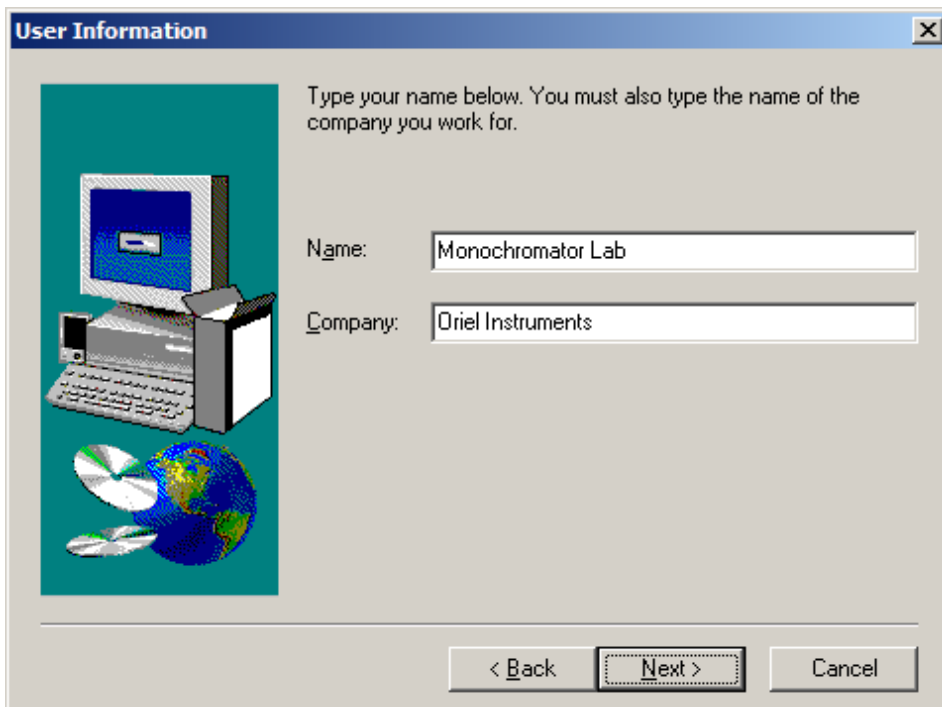 User Information
Type your name below. You must also type the name of the
company you work for.
Name: Monochromator Lab
Company: Oriel Instruments
< Back Next > Cancel